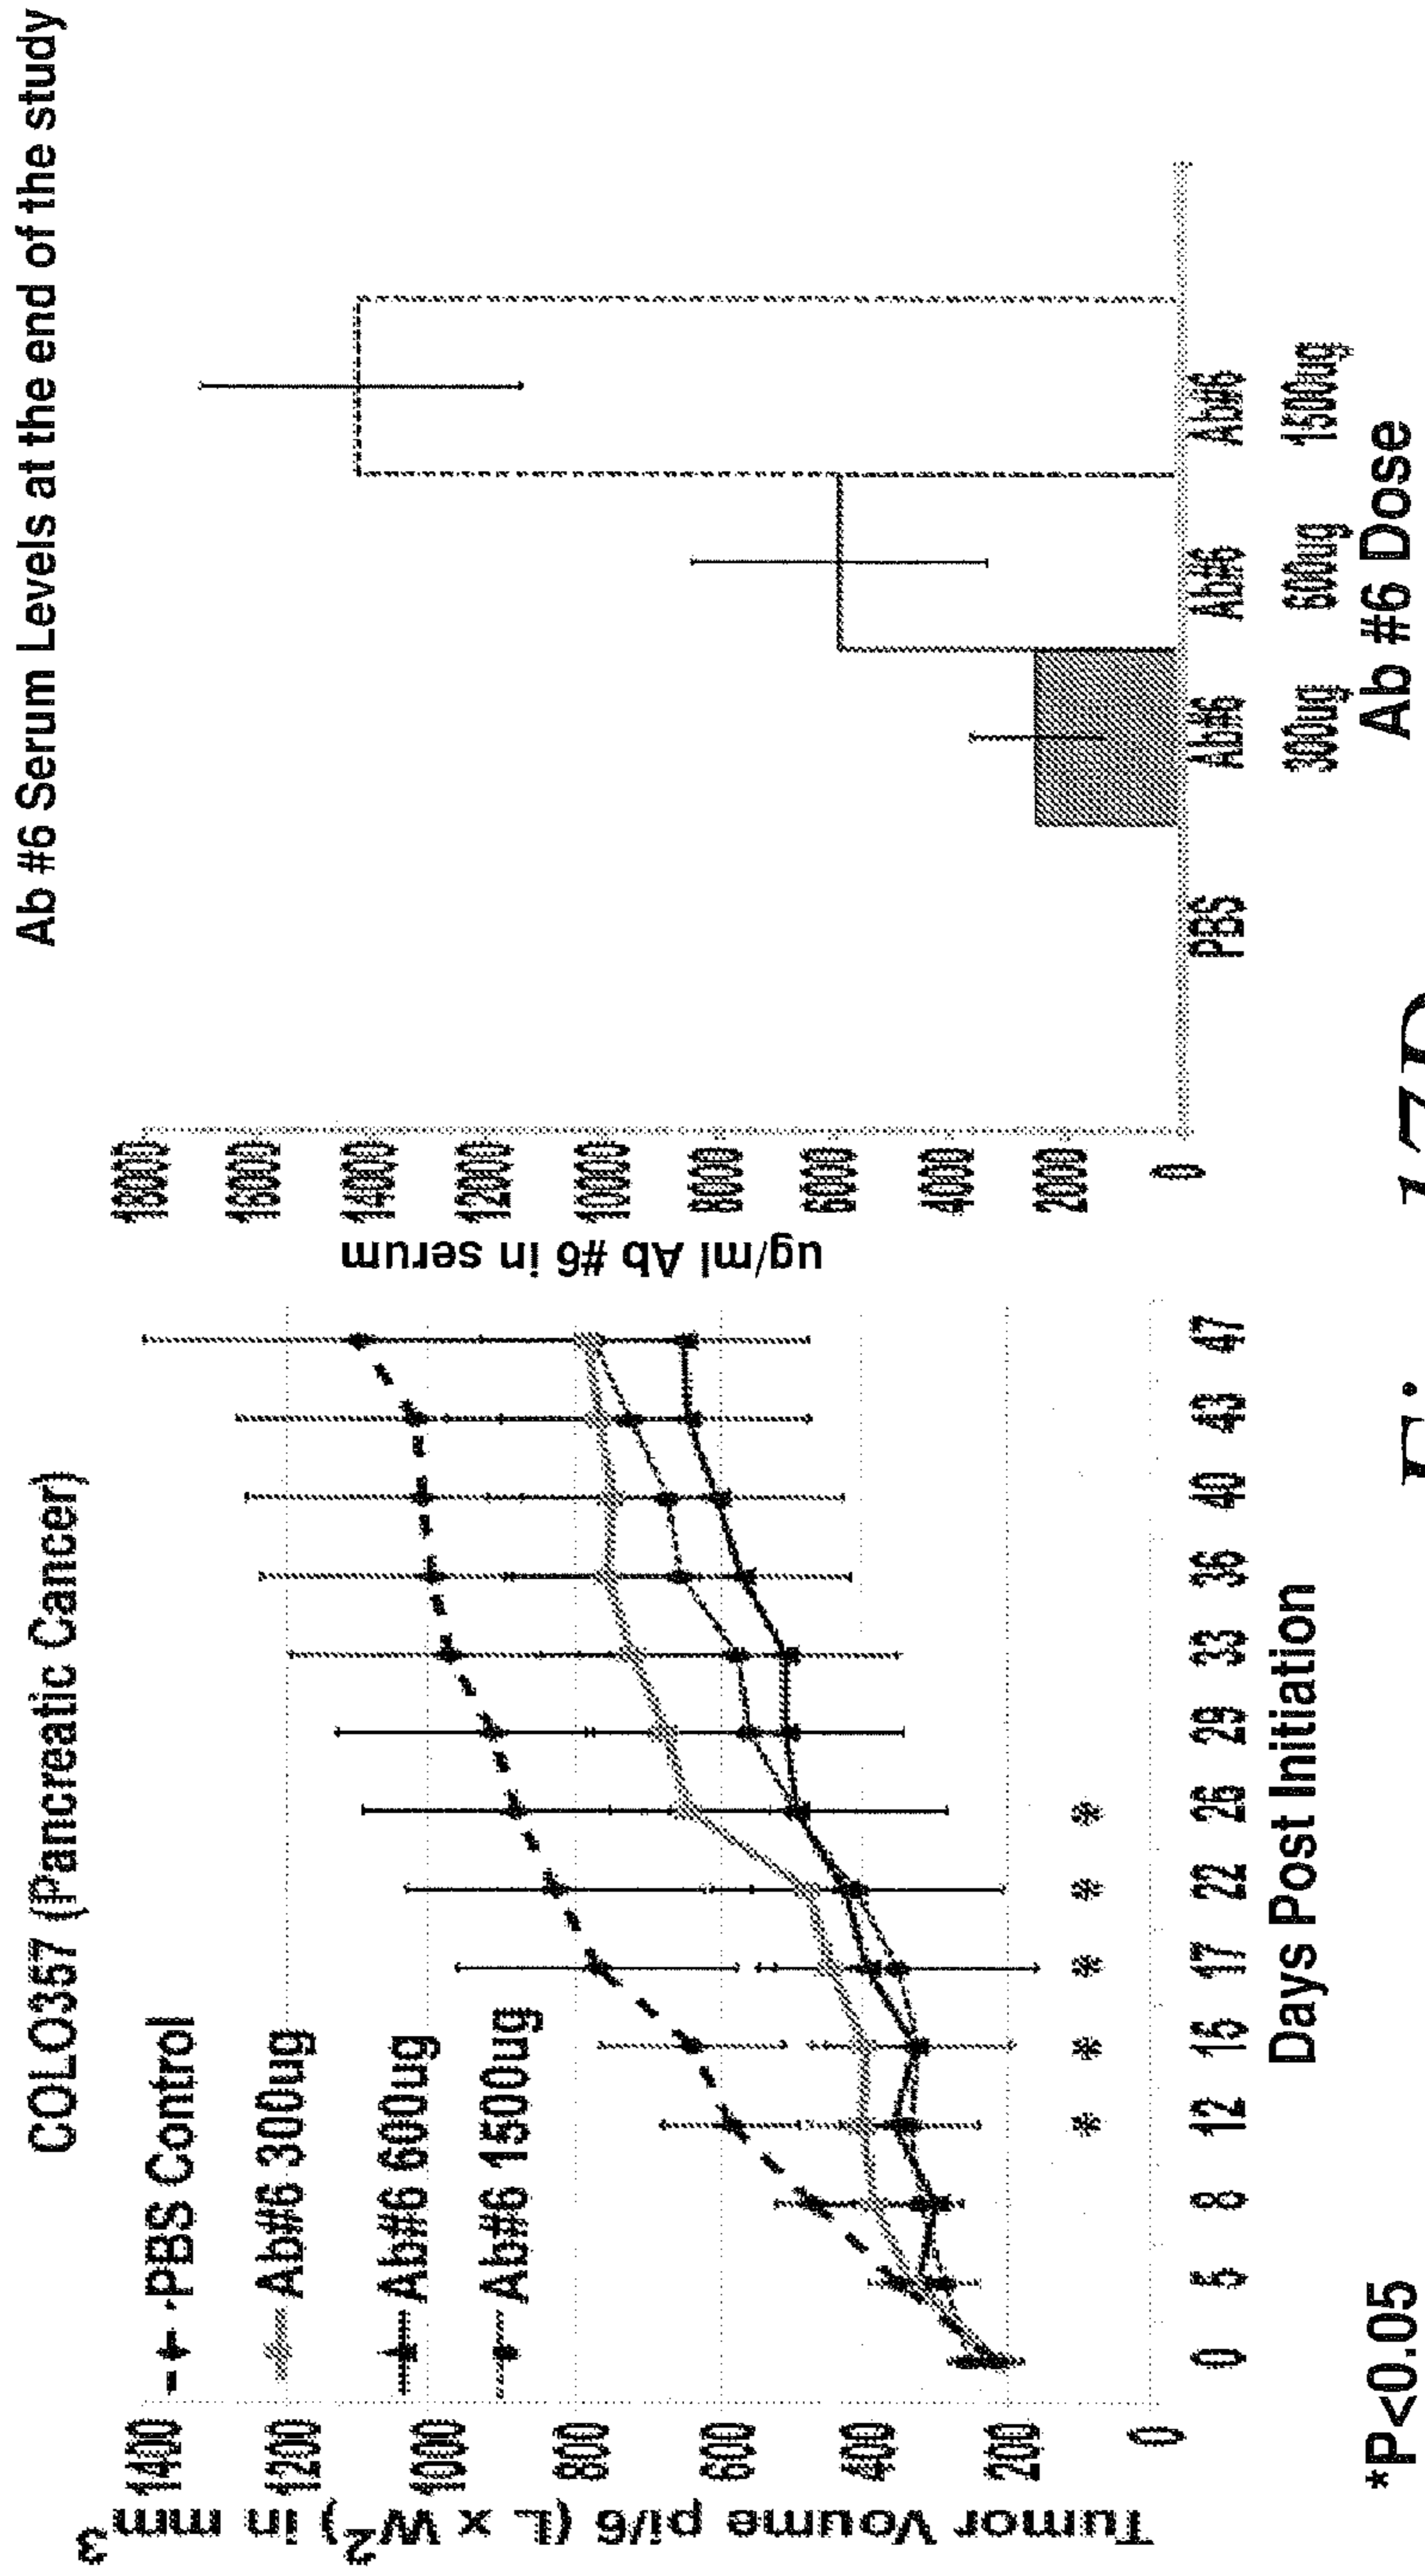 COLO357 (Pancreatic Cancer)
PBS Control
Ab#6 300ug
Ab#6 600ug
Ab#6 1500ug
Tumor Voume pi/6 (L x W2) in mm3
1400
1200
1000
800
600
400
200
0
* * * * *
0 5 8 12 15 17 22 26 29 33 36 40 43 47
Days Post Initiation
*P<0.05
Ab #6 Serum Levels at the end of the study
ug/ml Ab #6 in serum
18000
16000
14000
12000
10000
8000
6000
4000
2000
0
PBS Ab#6 Ab#6 Ab#6
300ug 600ug 1500ug
Ab #6 Dose